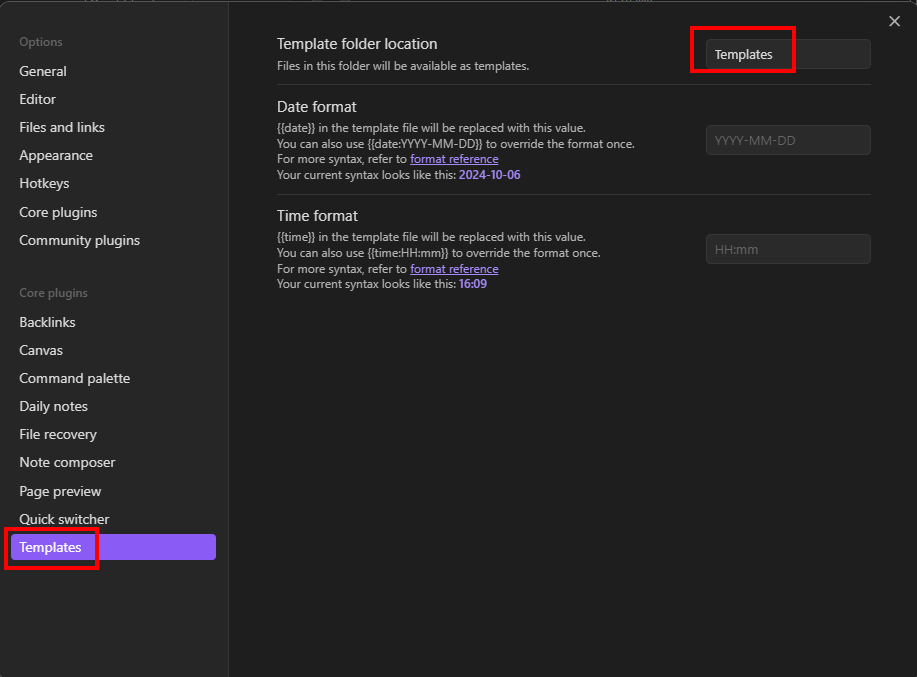 Options
General
Editor
Files and links
Appearance
Hotkeys
Core plugins
Community plugins
Core plugins
Backlinks
Canvas
Command palette
Daily notes
File recovery
Note composer
Page preview
Quick switcher
Templates
Template folder location
Files in this folder will be available as templates.
Templates
Date format
{{date}} in the template file will be replaced with this value.
You can also use {{date:YYYY-MM-DD}} to override the format once.
For more syntax, refer to format reference
Your current syntax looks like this: 2024-10-06
YYYY-MM-DD
Time format
{{time}} in the template file will be replaced with this value.
You can also use {{time:HH:mm}} to override the format once.
For more syntax, refer to format reference
Your current syntax looks like this: 16:09
HH:mm